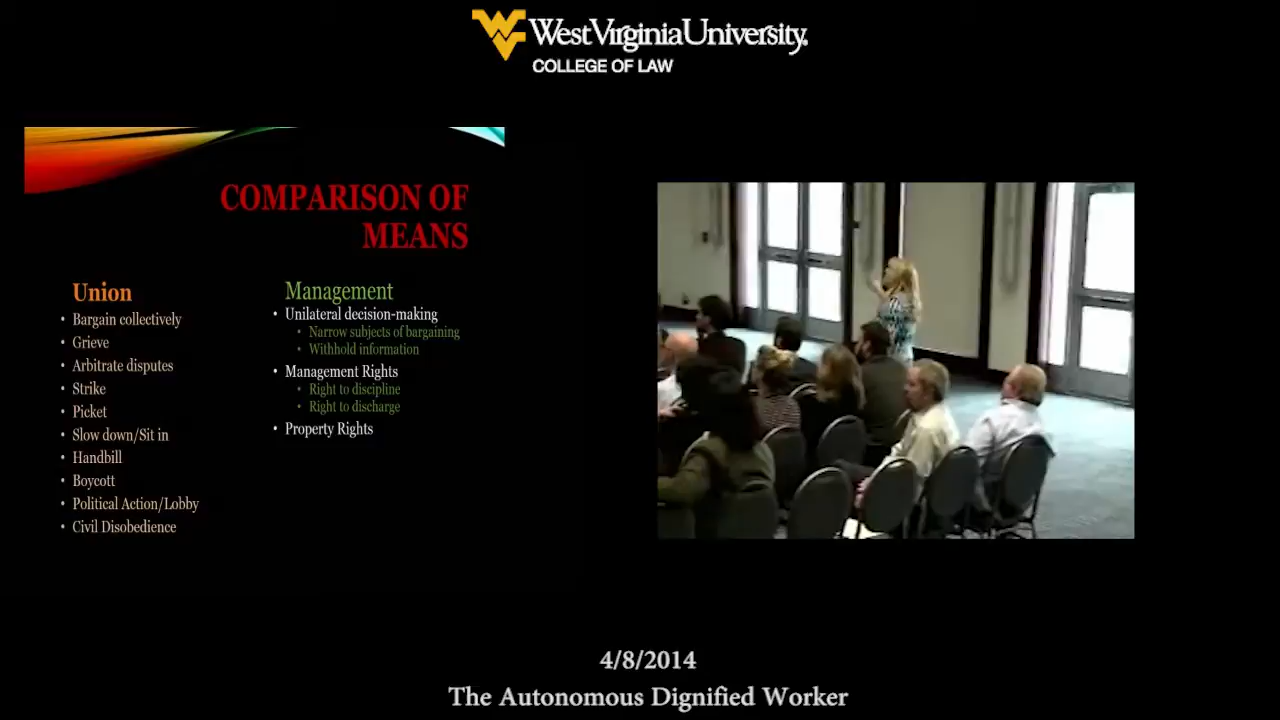 West Virginia University.
COLLEGE OF LAW
COMPARISON OF
MEANS
Union
• Bargain collectively
• Grieve
• Arbitrate disputes
• Strike
• Picket
• Slow down/Sit in
• Handbill
• Boycott
• Political Action/Lobby
• Civil Disobedience
Management
• Unilateral decision-making
• Narrow subjects of bargaining
• Withhold information
• Management Rights
• Right to discipline
• Right to discharge
• Property Rights
4/8/2014
The Autonomous Dignified Worker